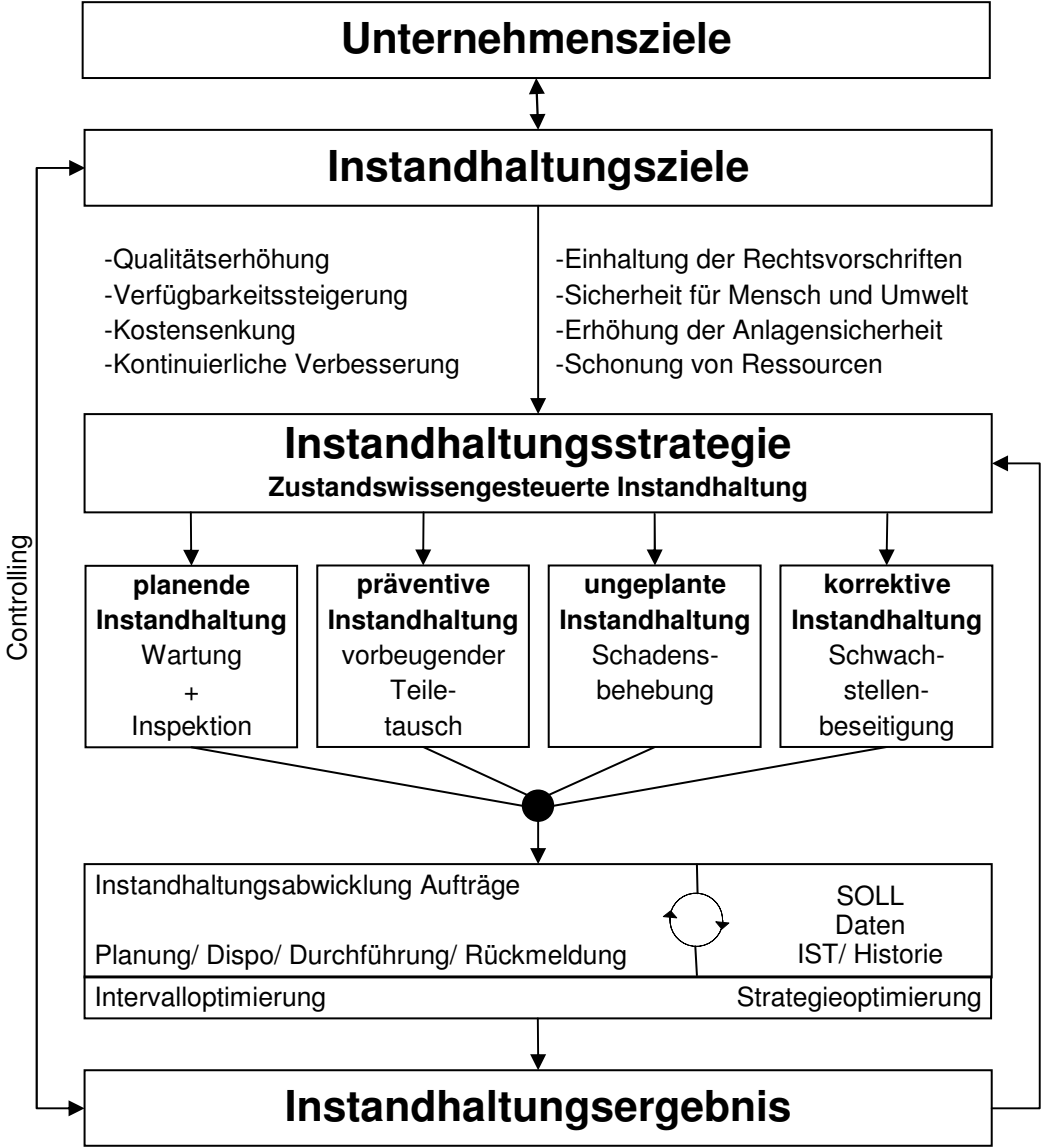 Unternehmensziele
Instandhaltungsziele
-Qualitätserhöhung
-Verfügbarkeitssteigerung
-Kostensenkung
-Kontinuierliche Verbesserung
-Einhaltung der Rechtsvorschriften
-Sicherheit für Mensch und Umwelt
-Erhöhung der Anlagensicherheit
-Schonung von Ressourcen
Controlling
Instandhaltungsstrategie
Zustandswissengesteuerte Instandhaltung
planende
Instandhaltung
Wartung
+
Inspektion
präventive
Instandhaltung
vorbeugender
Teile-
tausch
ungeplante
Instandhaltung
Schadens-
behebung
korrektive
Instandhaltung
Schwach-
stellen-
beseitigung
Instandhaltungsabwicklung Aufträge
Planung/ Dispo/ Durchführung/ Rückmeldung
SOLL
Daten
IST/ Historie
Intervalloptimierung
Strategieoptimierung
Instandhaltungsergebnis